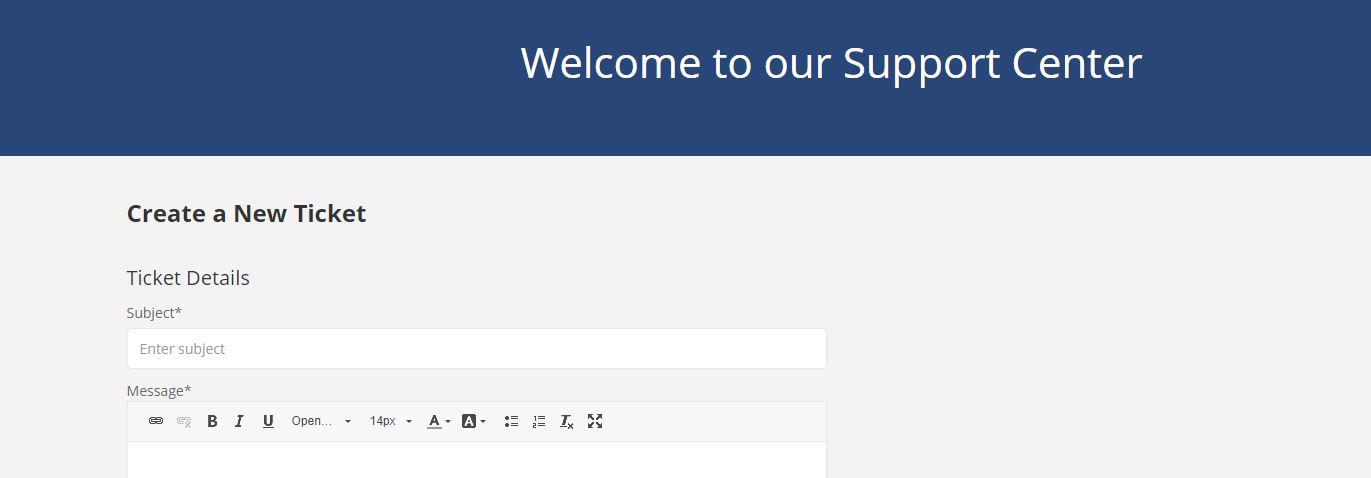 Welcome to our Support Center
Create a New Ticket
Ticket Details
Subject*
Enter subject
Message*
B I U Open... 14px A A